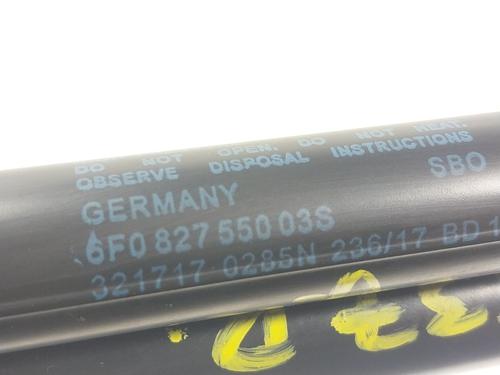 DO NOT OPEN. DO NOT HEAT.
OBSERVE DISPOSAL INSTRUCTIONS
GERMANY SBO
6F0 827 550 03S
321717 0285N 236/17 BD 1